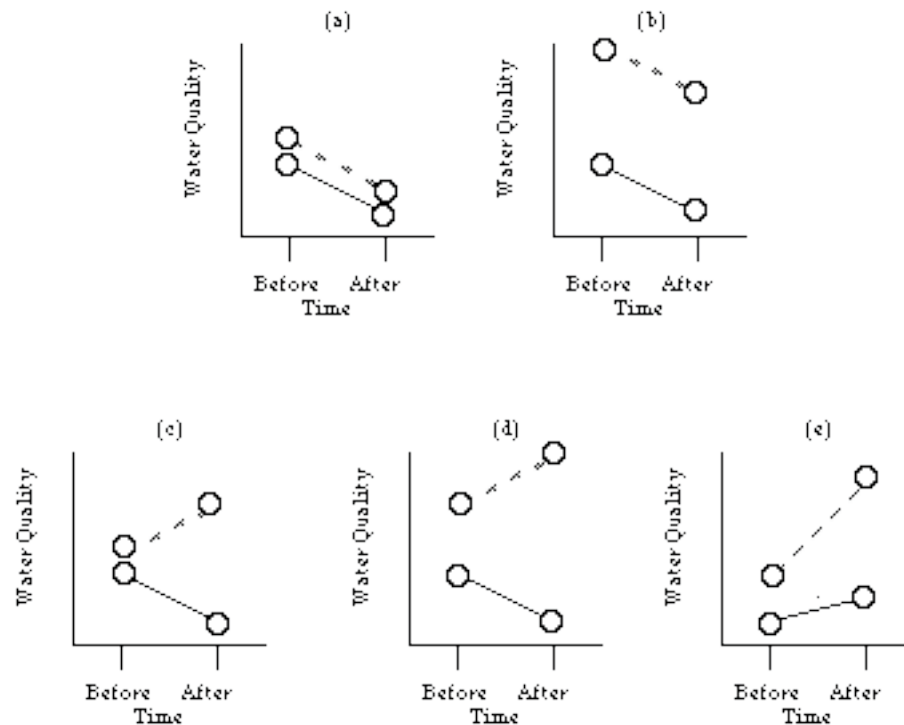 (a) (b)
Water Quality Water Quality
Before After Before After
Time Time
(c) (d) (e)
Water Quality Water Quality Water Quality
Before After Before After Before After
Time Time Time